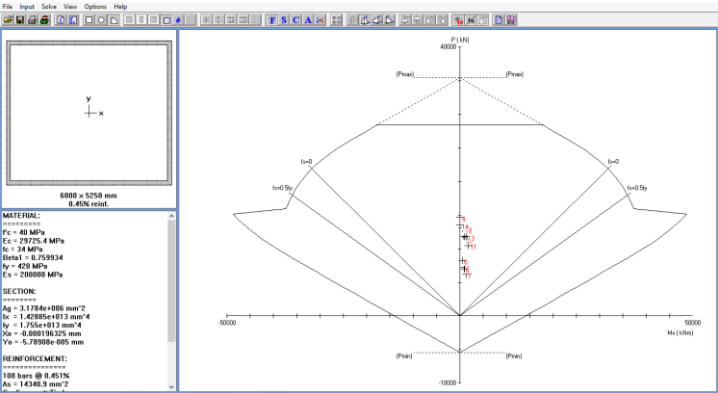 File Input Solve View Options Help
F S C A
P ( kN)
40000
(Pmax) (Pmax)
y
x
fs=0 fs=0
6000 x 5250 mm
0.45% reinf.
fs=0.5fy fs=0.5fy
MATERIAL:
f'c = 40 MPa
Ec = 29725.4 MPa
fc = 34 MPa
Beta1 = 0.759934
fy = 420 MPa
Es = 200000 MPa
SECTION:
Ag = 3.1784e+006 mm^2
Ix = 1.42885e+013 mm^4
Iy = 1.755e+013 mm^4
Xo = -0.000196325 mm
Yo = -5.78908e-005 mm
-50000 50000
Mx ( kNm)
REINFORCEMENT:
(Pmin) (Pmin)
108 bars @ 0.451%
As = 14340.9 mm^2
-10000